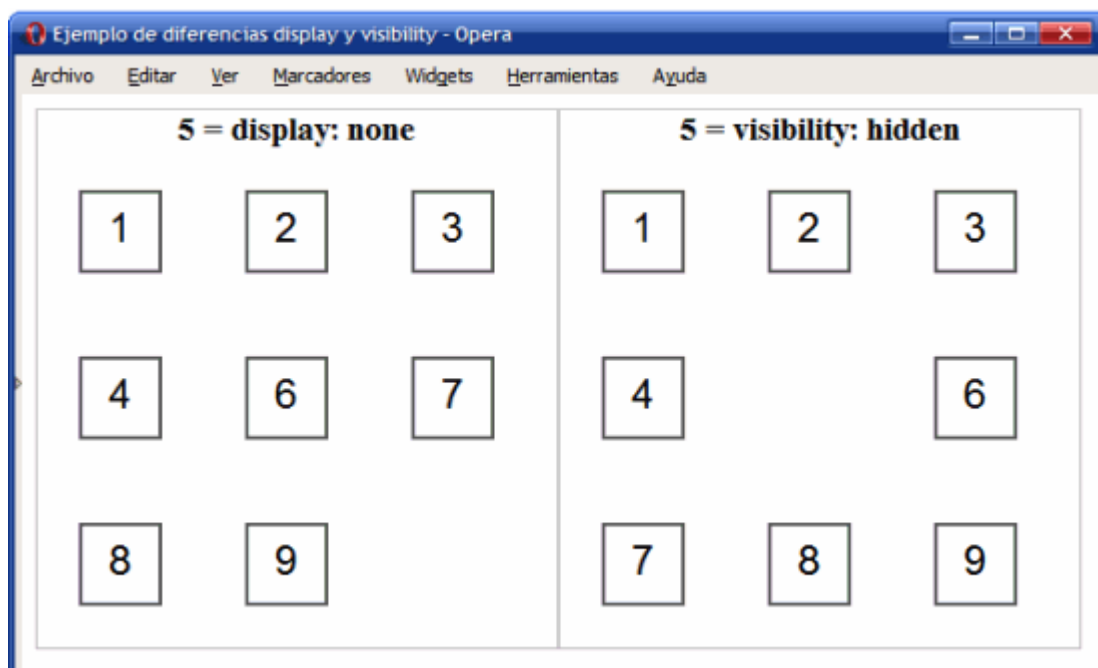 Ejemplo de diferencias display y visibility - Opera
Archivo Editar Ver Marcadores Widgets Herramientas Ayuda
5 = display: none
1 2 3
4 6 7
8 9
5 = visibility: hidden
1 2 3
4 6
7 8 9